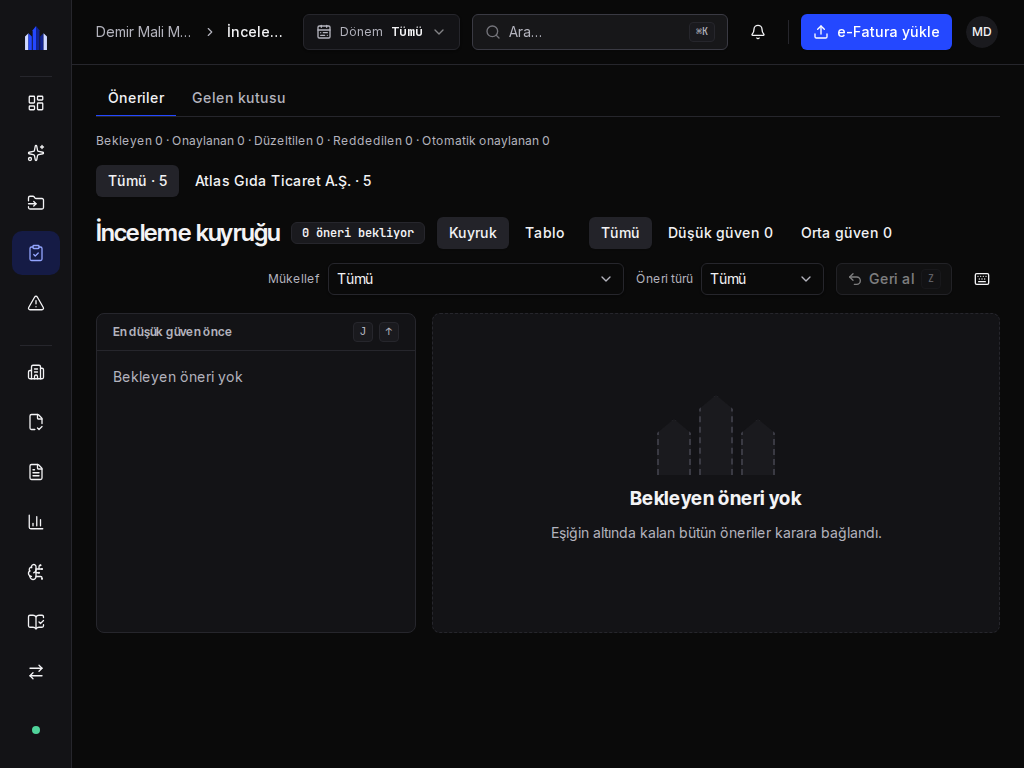 Demir Mali M… > İncele…
Dönem Tümü
Ara…
⌘K
e-Fatura yükle
MD
Öneriler
Gelen kutusu
Bekleyen 0 · Onaylanan 0 · Düzeltilen 0 · Reddedilen 0 · Otomatik onaylanan 0
Tümü · 5
Atlas Gıda Ticaret A.Ş. · 5
İnceleme kuyruğu
0 öneri bekliyor
Kuyruk
Tablo
Tümü
Düşük güven 0
Orta güven 0
Mükellef
Tümü
Öneri türü
Tümü
Geri al
Z
En düşük güven önce
J
↑
Bekleyen öneri yok
Bekleyen öneri yok
Eşiğin altında kalan bütün öneriler karara bağlandı.